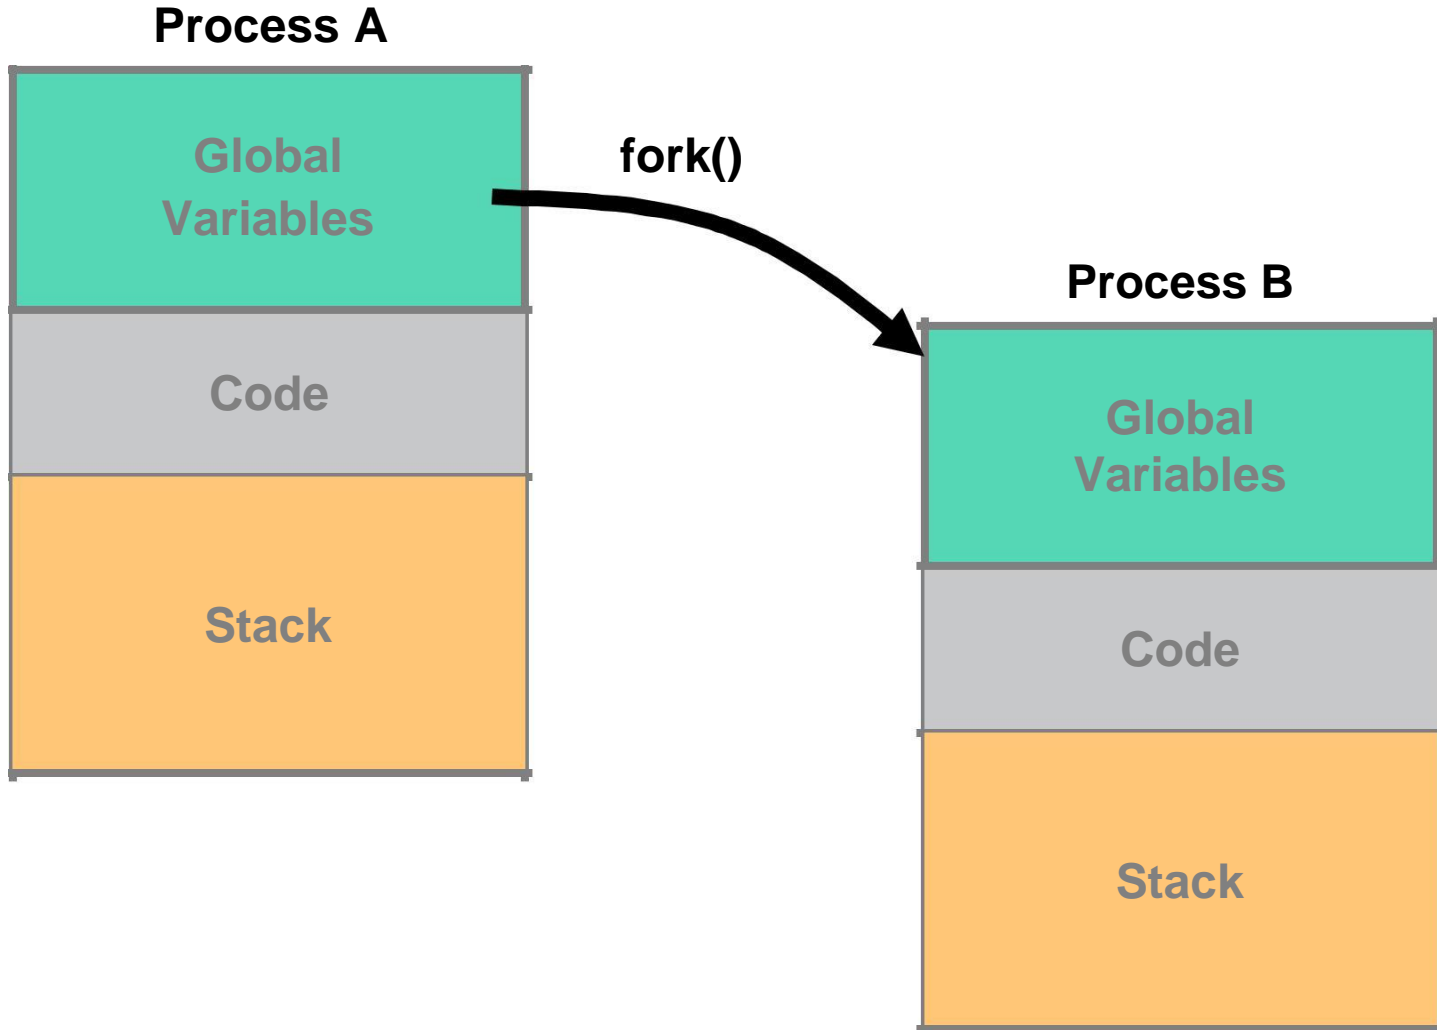 Process A
Global
Variables
Code
Stack
fork()
Process B
Global
Variables
Code
Stack